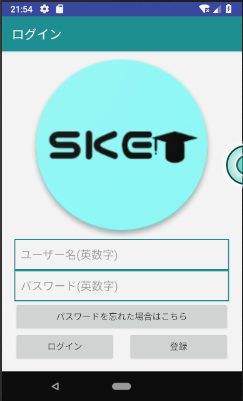 21:54
ログイン
SKET
ユーザー名(英数字)
パスワード(英数字)
パスワードを忘れた場合はこちら
ログイン 登録